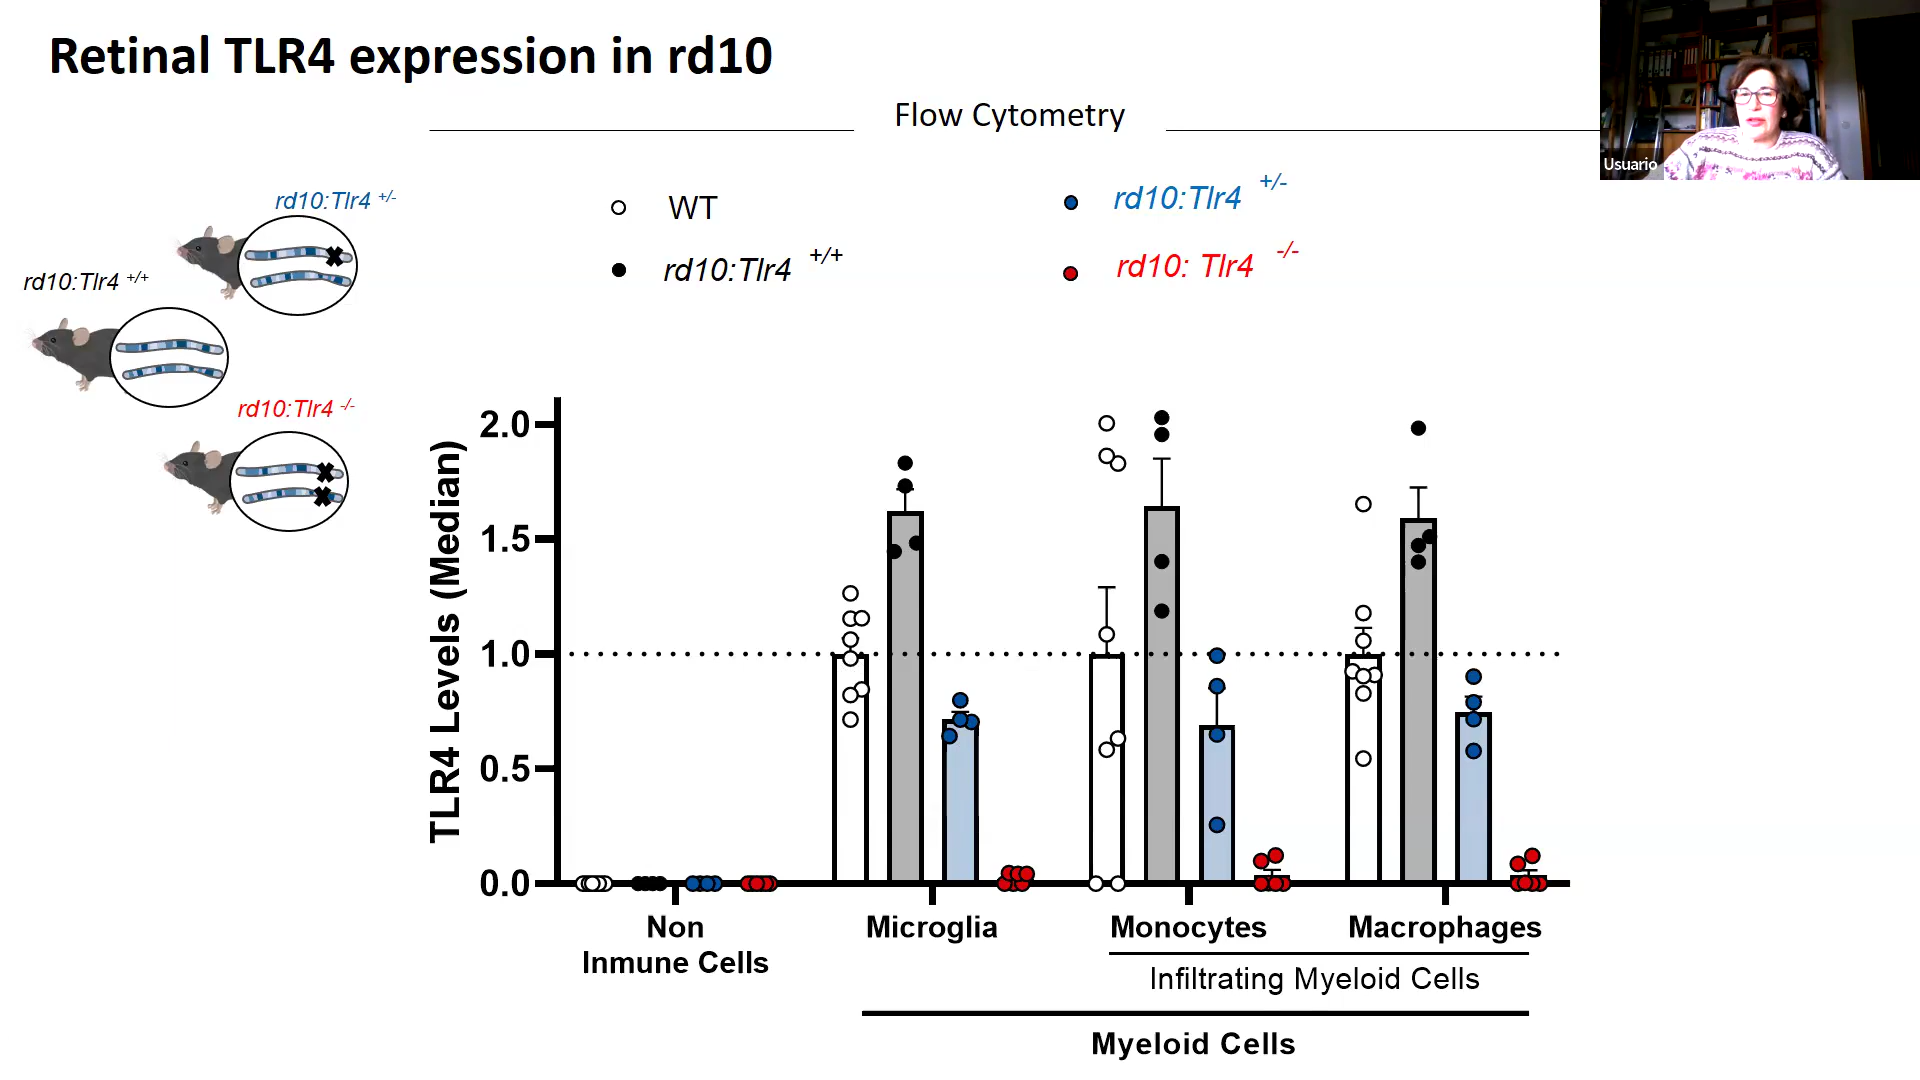 Retinal TLR4 expression in rd10
Flow Cytometry
Usuario
rd10:Tlr4 +/-
rd10:Tlr4 +/+
rd10:Tlr4 -/-
WT
rd10:Tlr4 +/+
rd10:Tlr4 +/-
rd10: Tlr4 -/-
TLR4 Levels (Median)
2.0
1.5
1.0
0.5
0.0
Non
Inmune Cells
Microglia
Monocytes
Macrophages
Infiltrating Myeloid Cells
Myeloid Cells